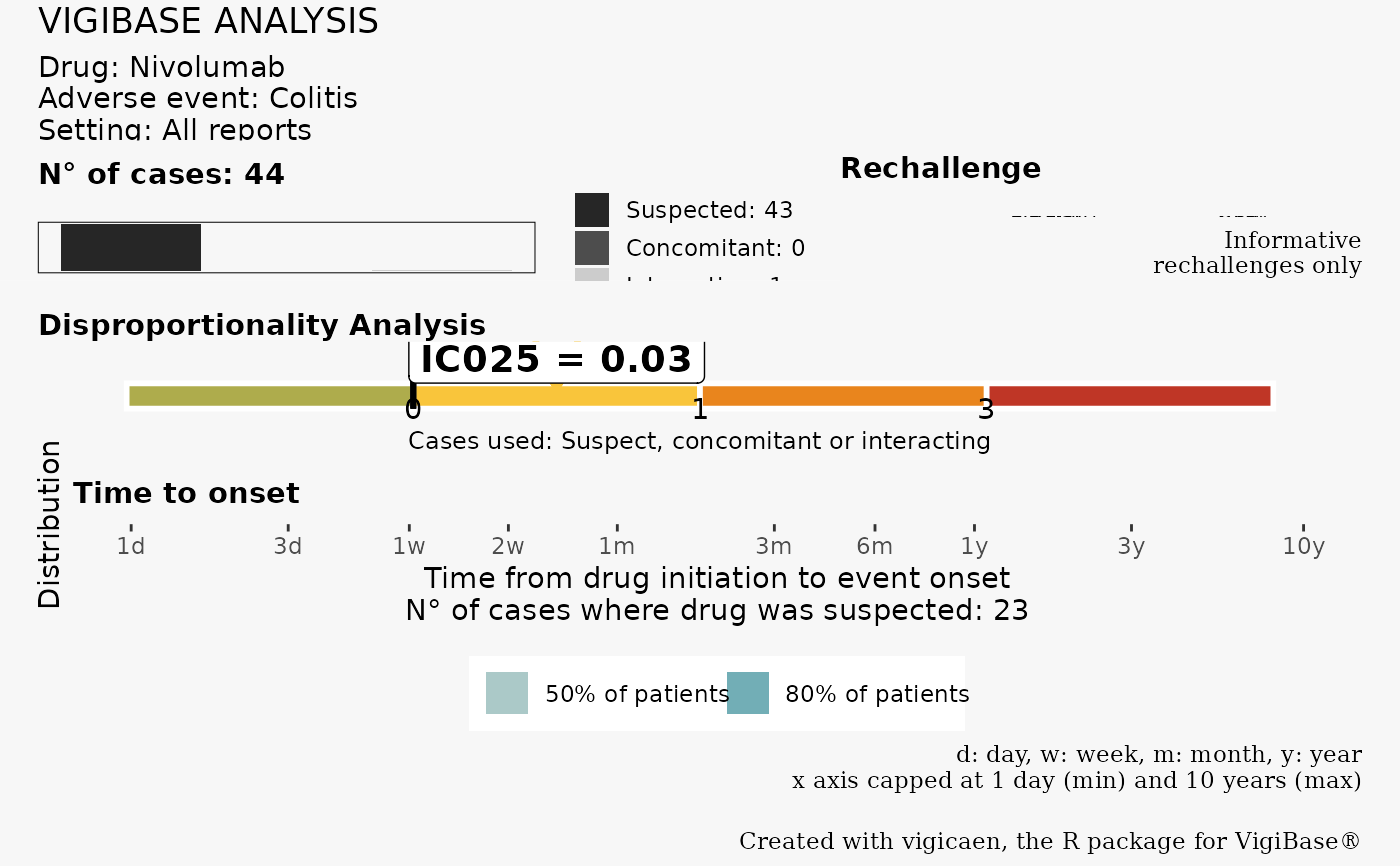 VIGIBASE ANALYSIS
Drug: Nivolumab
Adverse event: Colitis
Setting: All reports
N° of cases: 44
Suspected: 43
Concomitant: 0
Rechallenge
Informative
rechallenges only
Disproportionality Analysis
IC025 = 0.03
0 1 3
Cases used: Suspect, concomitant or interacting
Distribution
Time to onset
1d 3d 1w 2w 1m 3m 6m 1y 3y 10y
Time from drug initiation to event onset
N° of cases where drug was suspected: 23
50% of patients 80% of patients
d: day, w: week, m: month, y: year
x axis capped at 1 day (min) and 10 years (max)
Created with vigicaen, the R package for VigiBase®